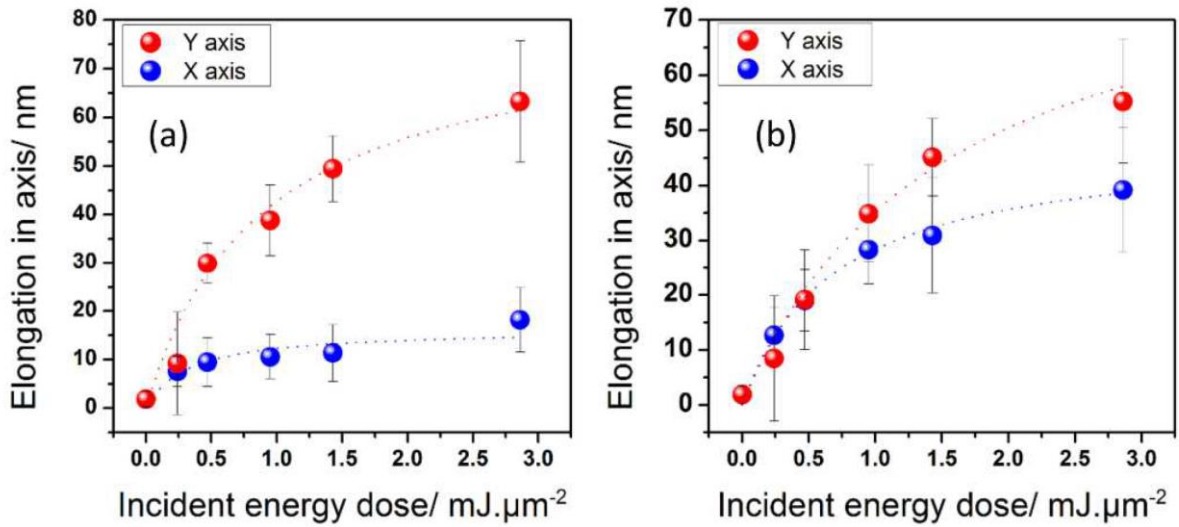 80
70
60
50
40
30
20
10
0
Y axis
X axis
(a)
0.0 0.5 1.0 1.5 2.0 2.5 3.0
Elongation in axis/ nm
Incident energy dose/ mJ.µm-2
70
60
50
40
30
20
10
0
Y axis
X axis
(b)
0.0 0.5 1.0 1.5 2.0 2.5 3.0
Elongation in axis/ nm
Incident energy dose/ mJ.µm-2